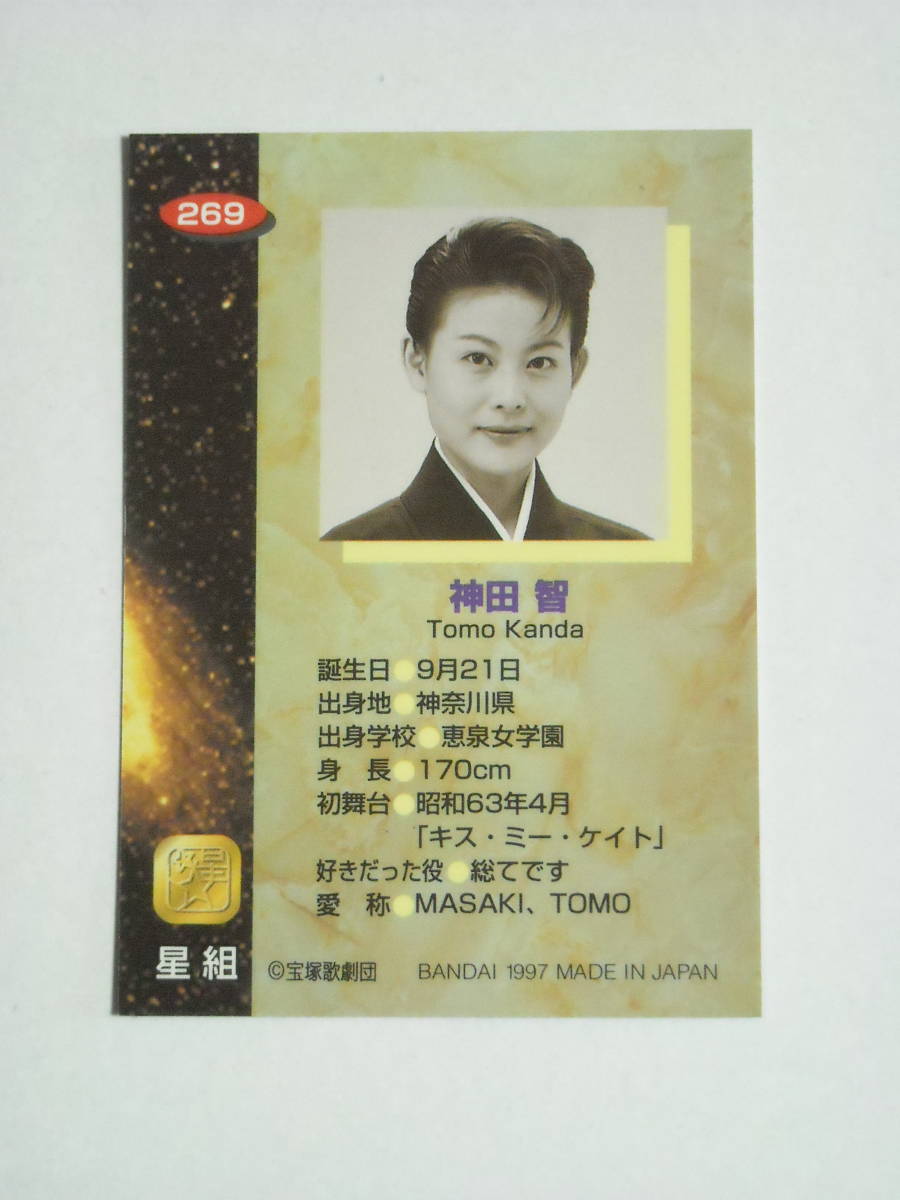 269
神田 智
Tomo Kanda
誕生日●9月21日
出身地●神奈川県
出身学校●恵泉女学園
身 長●170cm
初舞台●昭和63年4月
「キス・ミー・ケイト」
好きだった役●総てです
愛 称●MASAKI、TOMO
星組
©宝塚歌劇団 BANDAI 1997 MADE IN JAPAN